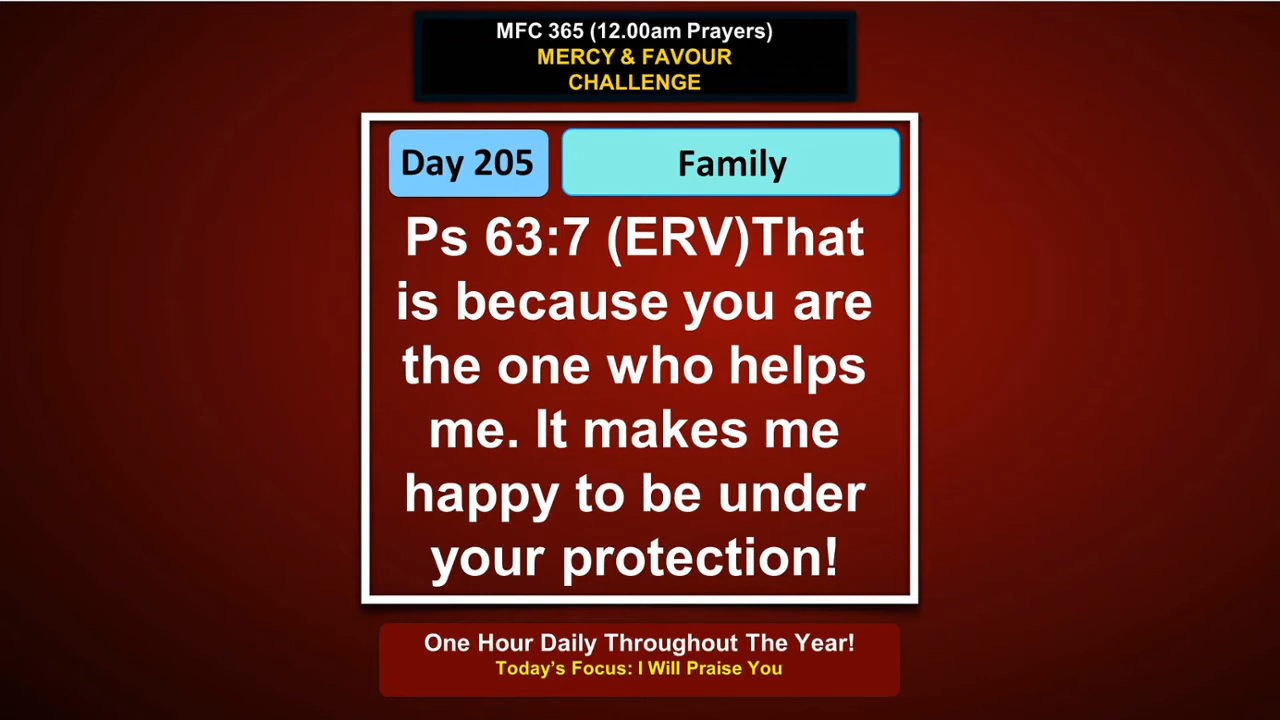 MFC 365 (12.00am Prayers)
MERCY & FAVOUR
CHALLENGE
Day 205
Family
Ps 63:7 (ERV)That
is because you are
the one who helps
me. It makes me
happy to be under
your protection!
One Hour Daily Throughout The Year!
Today’s Focus: I Will Praise You